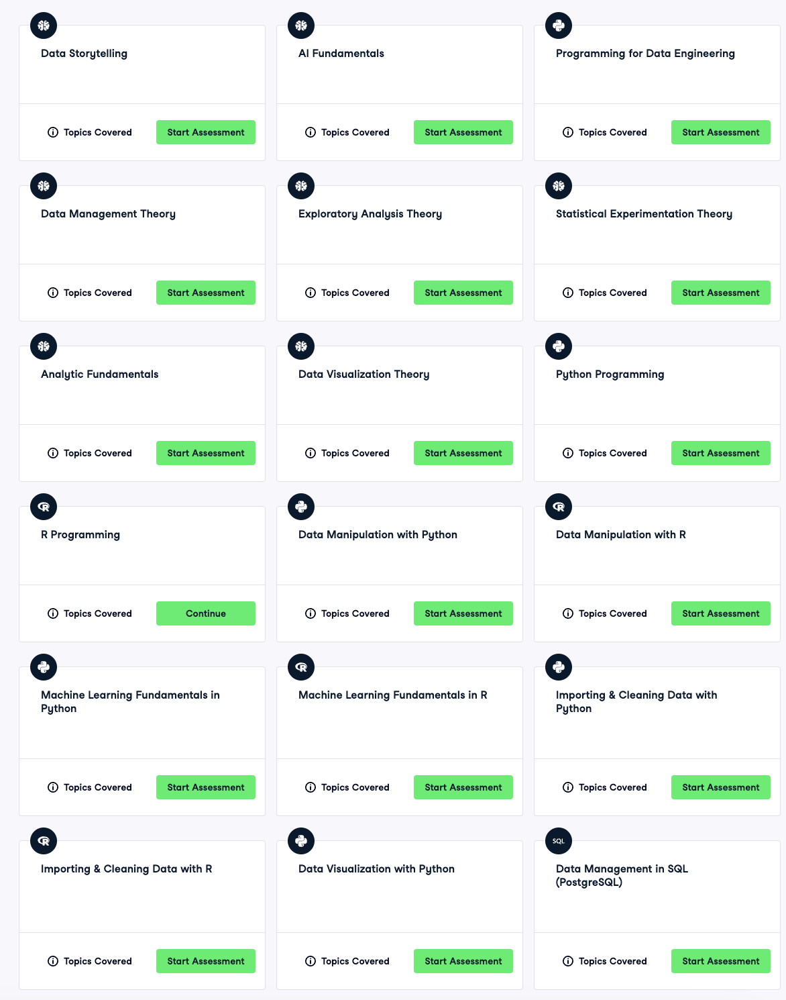 Data Storytelling
AI Fundamentals
Programming for Data Engineering
Topics Covered
Start Assessment
Topics Covered
Start Assessment
Topics Covered
Start Assessment
Data Management Theory
Exploratory Analysis Theory
Statistical Experimentation Theory
Topics Covered
Start Assessment
Topics Covered
Start Assessment
Topics Covered
Start Assessment
Analytic Fundamentals
Data Visualization Theory
Python Programming
Topics Covered
Start Assessment
Topics Covered
Start Assessment
Topics Covered
Start Assessment
R
R
R Programming
Data Manipulation with Python
Data Manipulation with R
Topics Covered
Continue
Topics Covered
Start Assessment
Topics Covered
Start Assessment
R
Machine Learning Fundamentals in
Python
Machine Learning Fundamentals in R
Importing & Cleaning Data with
Python
Topics Covered
Start Assessment
Topics Covered
Start Assessment
Topics Covered
Start Assessment
R
SQL
Importing & Cleaning Data with R
Data Visualization with Python
Data Management in SQL
(PostgreSQL)
Topics Covered
Start Assessment
Topics Covered
Start Assessment
Topics Covered
Start Assessment